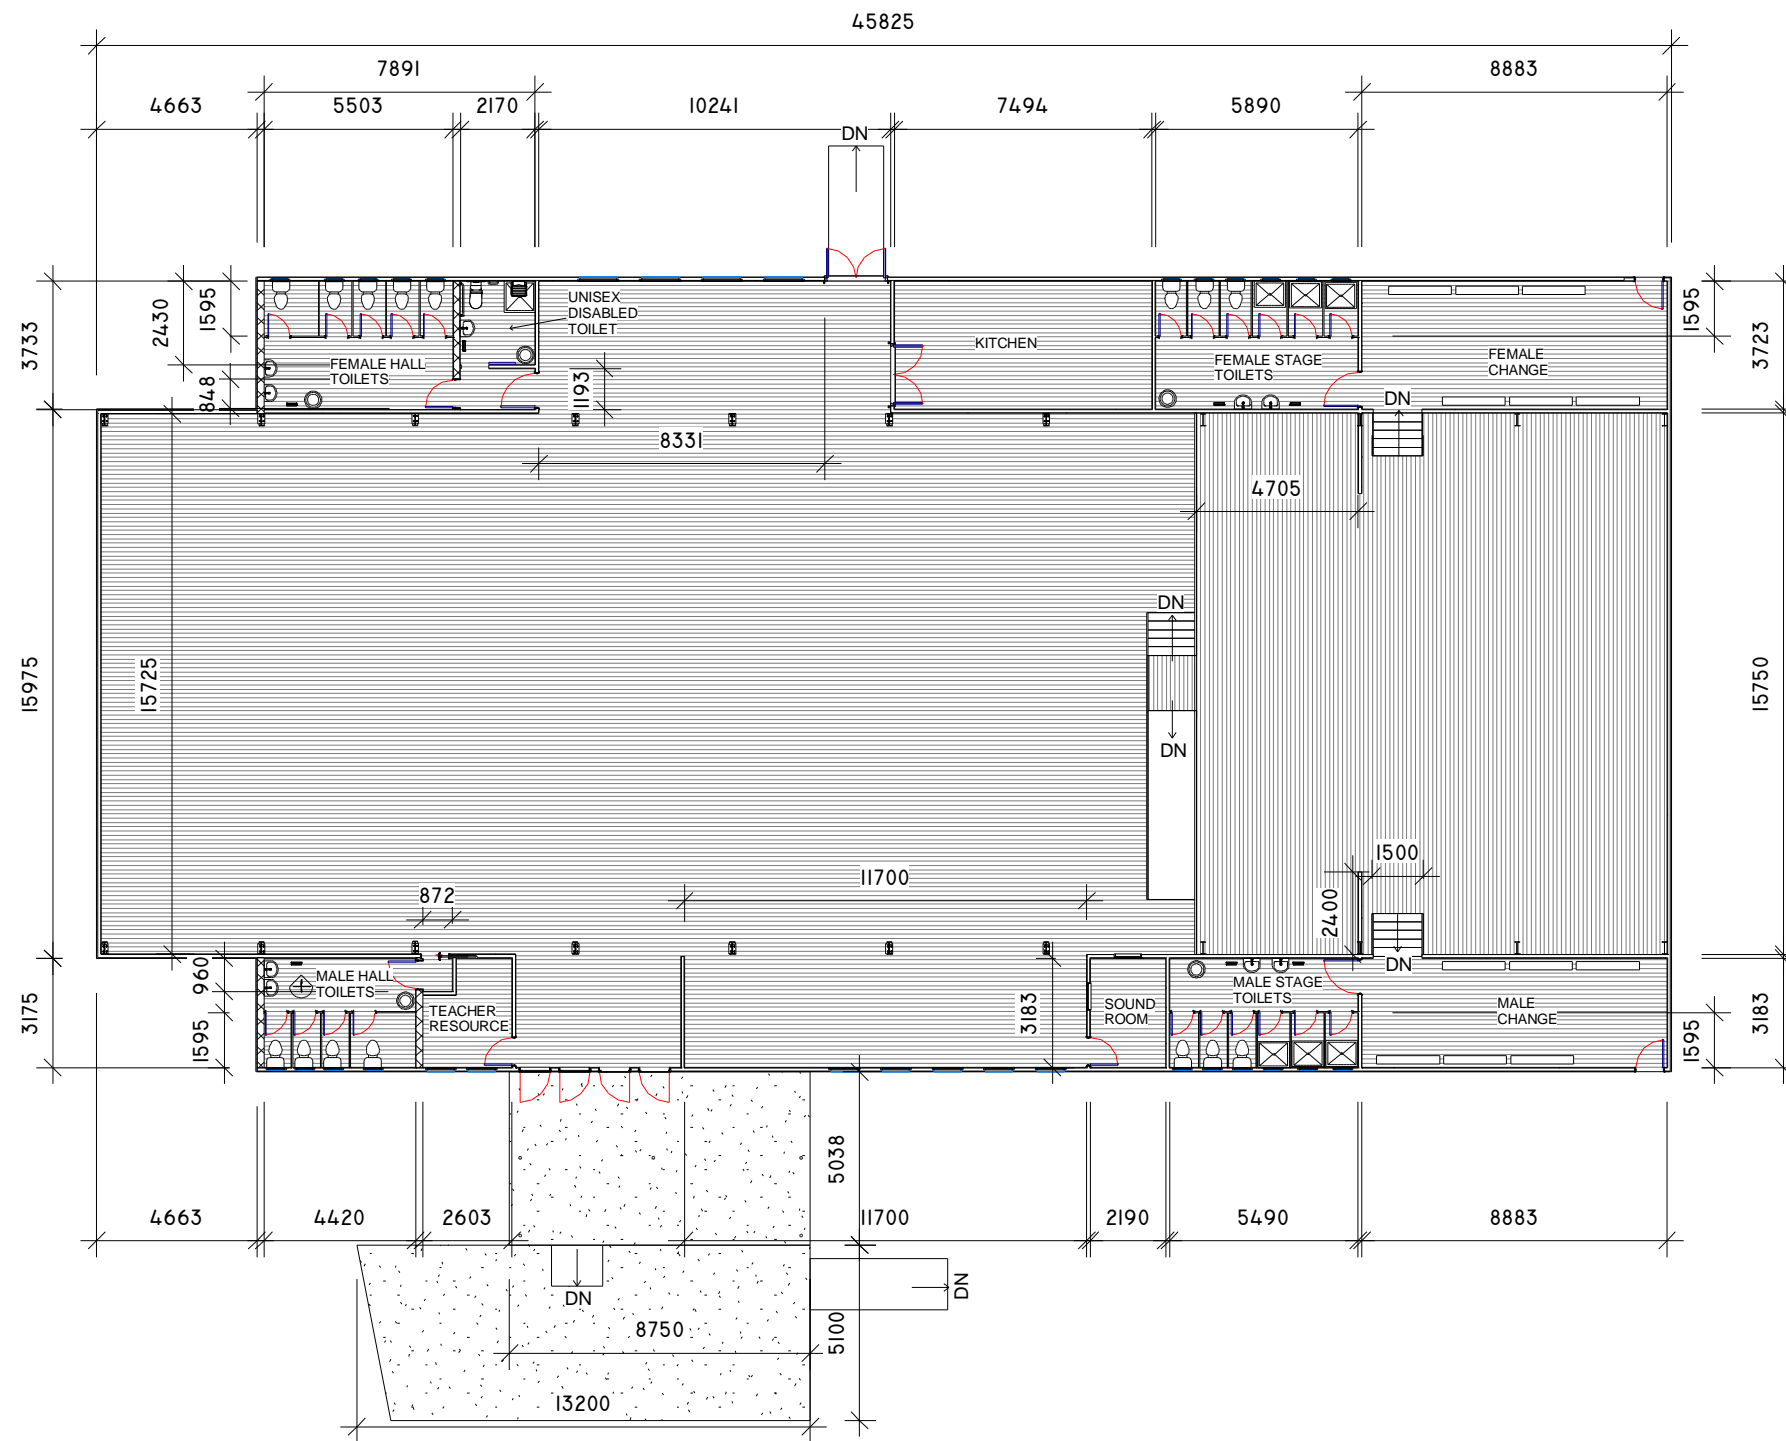 45825
7891
8883
4663
5503
2170
10241
7494
5890
DN
3733
2430
1595
848
UNISEX
DISABLED
TOILET
FEMALE HALL
TOILETS
1193
KITCHEN
FEMALE STAGE
TOILETS
FEMALE
CHANGE
1595
3723
DN
8331
4705
DN
DN
15975
15725
15750
11700
872
1500
2400
DN
960
3175
1595
MALE HALL
TOILETS
TEACHER
RESOURCE
3183
SOUND
ROOM
MALE STAGE
TOILETS
MALE
CHANGE
1595
3183
5038
4663
4420
2603
11700
2190
5490
8883
DN
DN
8750
5100
13200